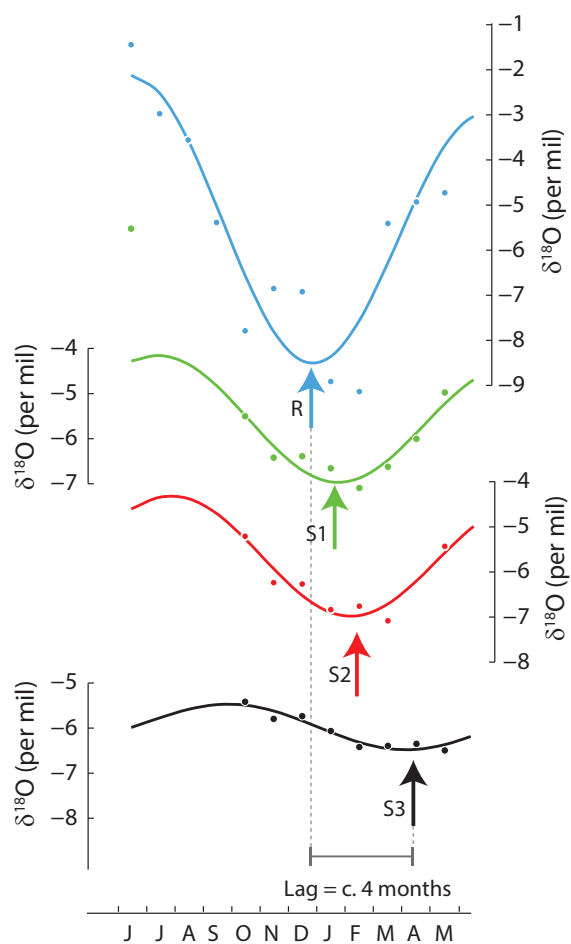 −1
−2
−3
−4
−5
−6
−7
−8
−9
δ¹⁸O (per mil)
R
−4
−5
−6
−7
δ¹⁸O (per mil)
S1
−4
−5
−6
−7
−8
δ¹⁸O (per mil)
S2
−5
−6
−7
−8
δ¹⁸O (per mil)
S3
Lag = c. 4 months
J J A S O N D J F M A M